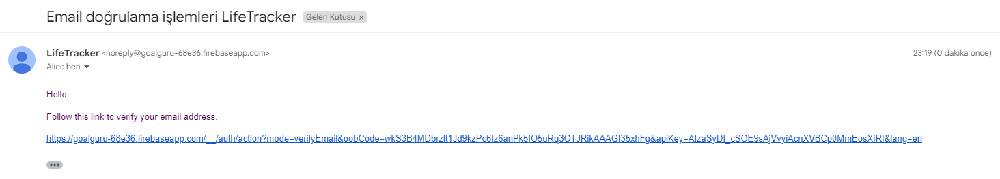 Email doğrulama işlemleri LifeTracker Gelen Kutusu ×
LifeTracker <noreply@goalguru-68e36.firebaseapp.com> 23:19 (0 dakika önce)
Alıcı: ben
Hello,
Follow this link to verify your email address.
https://goalguru-68e36.firebaseapp.com/__/auth/action?mode=verifyEmail&oobCode=wkS3B4MDbrzlt1Jd9kzPc6Iz6anPk5fO5uRq3OTJRikAAAGI35xhFg&apiKey=AIzaSyDf_cSOE9sAjVvyiAcnXVBCp0MmEosXfRI&lang=en